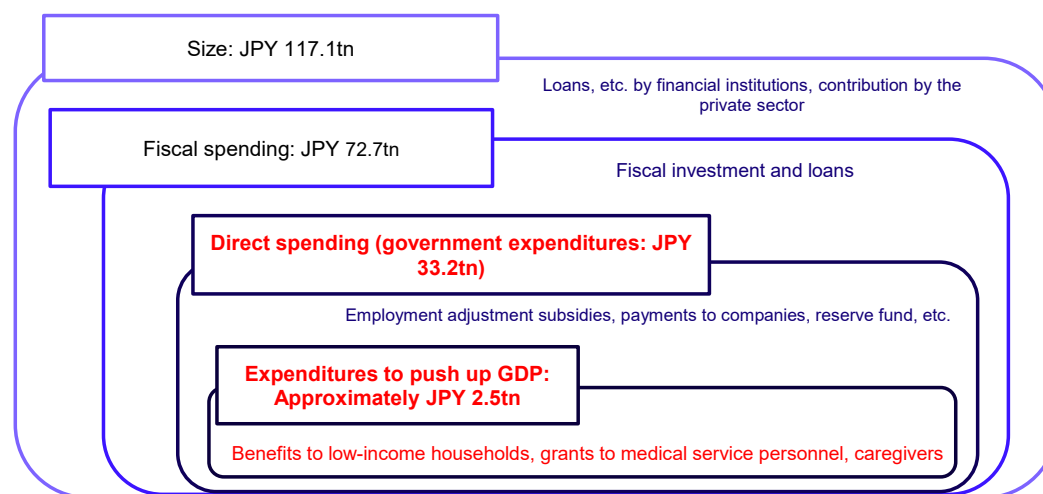 Size: JPY 117.1tn
Loans, etc. by financial institutions, contribution by the
private sector
Fiscal spending: JPY 72.7tn
Fiscal investment and loans
Direct spending (government expenditures: JPY
33.2tn)
Employment adjustment subsidies, payments to companies, reserve fund, etc.
Expenditures to push up GDP:
Approximately JPY 2.5tn
Benefits to low-income households, grants to medical service personnel, caregivers